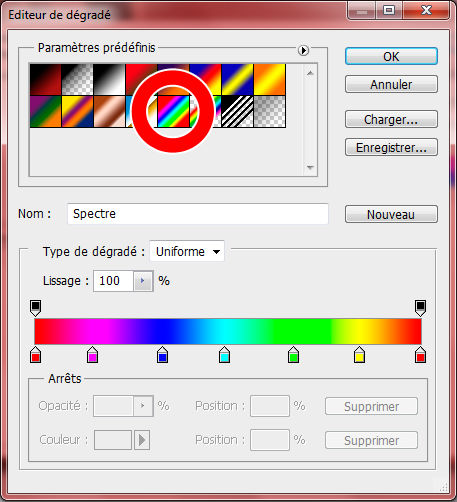 Editeur de dégradé
Paramètres prédéfinis
OK
Annuler
Charger...
Enregistrer...
Nom : Spectre
Nouveau
Type de dégradé : Uniforme
Lissage : 100 %
Arrêts
Opacité : % Position : % Supprimer
Couleur : Position : % Supprimer